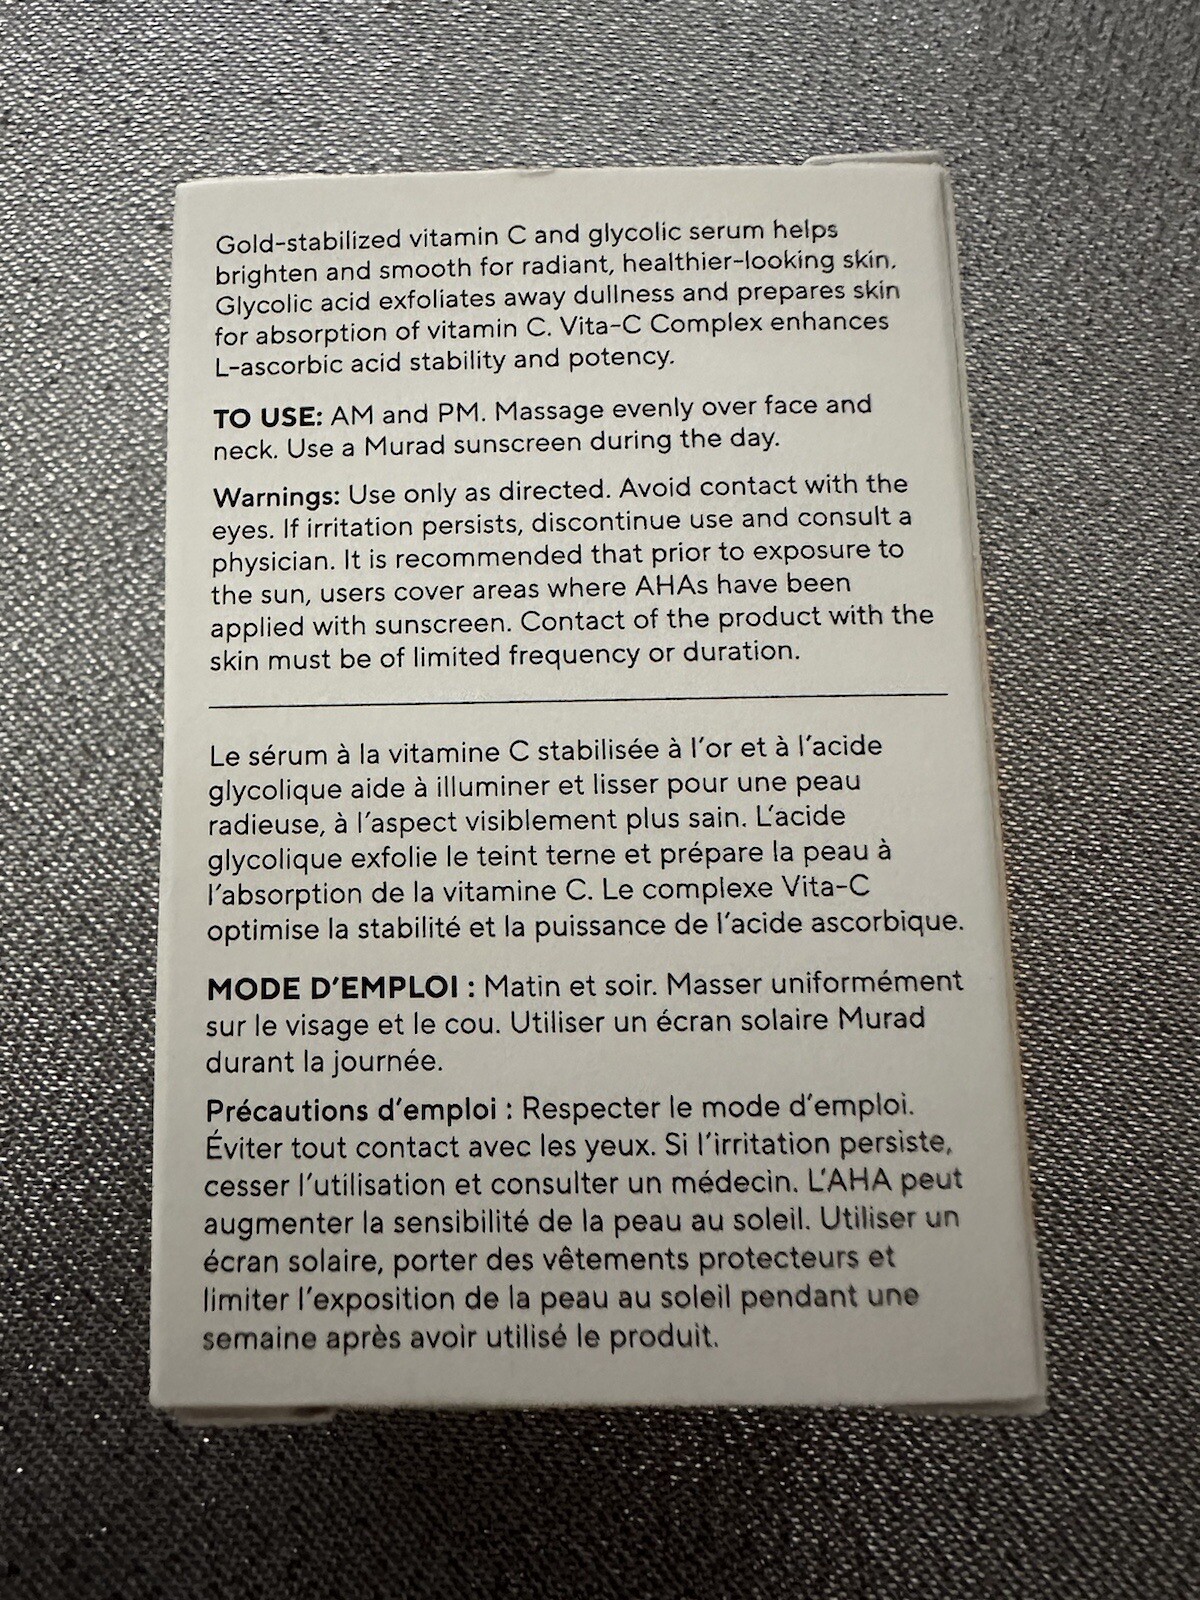 Gold-stabilized vitamin C and glycolic serum helps
brighten and smooth for radiant, healthier-looking skin.
Glycolic acid exfoliates away dullness and prepares skin
for absorption of vitamin C. Vita-C Complex enhances
L-ascorbic acid stability and potency.
TO USE: AM and PM. Massage evenly over face and
neck. Use a Murad sunscreen during the day.
Warnings: Use only as directed. Avoid contact with the
eyes. If irritation persists, discontinue use and consult a
physician. It is recommended that prior to exposure to
the sun, users cover areas where AHAs have been
applied with sunscreen. Contact of the product with the
skin must be of limited frequency or duration.
Le sérum à la vitamine C stabilisée à l'or et à l'acide
glycolique aide à illuminer et lisser pour une peau
radieuse, à l'aspect visiblement plus sain. L'acide
glycolique exfolie le teint terne et prépare la peau à
l'absorption de la vitamine C. Le complexe Vita-C
optimise la stabilité et la puissance de l'acide ascorbique.
MODE D'EMPLOI : Matin et soir. Masser uniformément
sur le visage et le cou. Utiliser un écran solaire Murad
durant la journée.
Précautions d'emploi : Respecter le mode d'emploi.
Éviter tout contact avec les yeux. Si l'irritation persiste,
cesser l'utilisation et consulter un médecin. L'AHA peut
augmenter la sensibilité de la peau au soleil. Utiliser un
écran solaire, porter des vêtements protecteurs et
limiter l'exposition de la peau au soleil pendant une
semaine après avoir utilisé le produit.